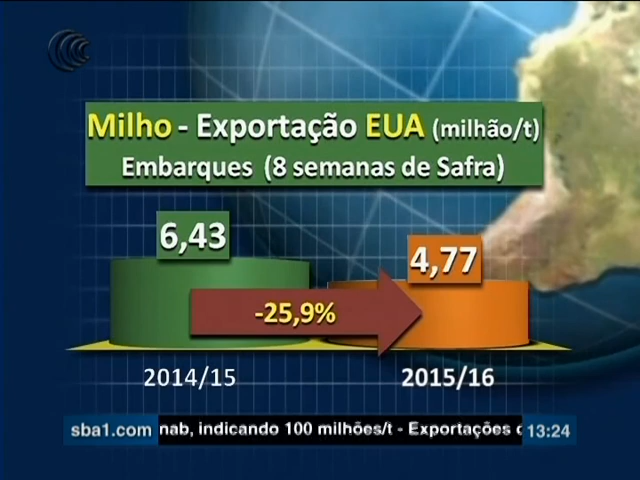 Milho - Exportação EUA (milhão/t)
Embarques (8 semanas de Safra)
6,43
4,77
-25,9%
2014/15
2015/16
sba1.com
nab, indicando 100 milhões/t - Exportações
13:24